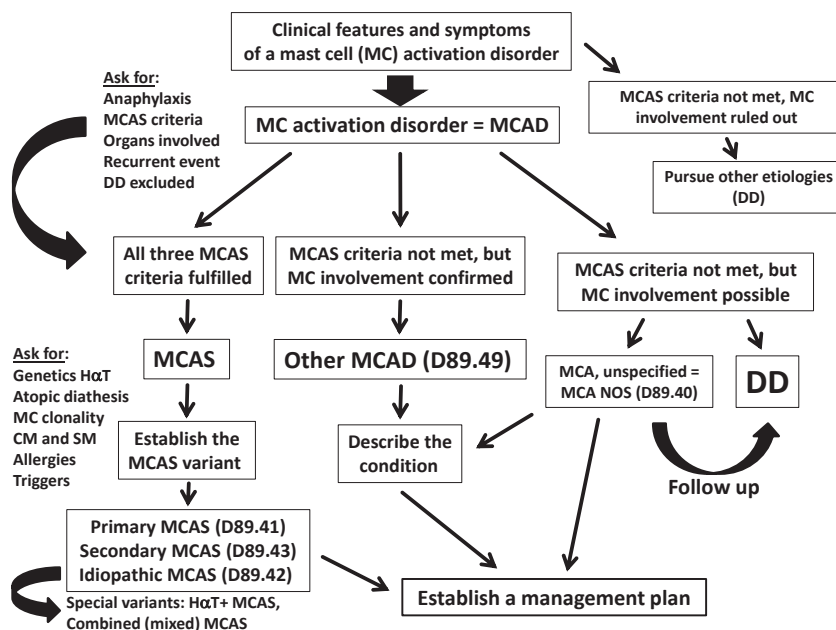 Clinical features and symptoms
of a mast cell (MC) activation disorder
Ask for:
Anaphylaxis
MCAS criteria
Organs involved
Recurrent event
DD excluded
MC activation disorder = MCAD
MCAS criteria not met, MC
involvement ruled out
Pursue other etiologies
(DD)
All three MCAS
criteria fulfilled
MCAS criteria not met, but
MC involvement confirmed
MCAS criteria not met, but
MC involvement possible
Ask for:
Genetics HαT
Atopic diathesis
MC clonality
CM and SM
Allergies
Triggers
MCAS
Other MCAD (D89.49)
MCA, unspecified =
MCA NOS (D89.40)
DD
Establish the
MCAS variant
Describe the
condition
Follow up
Primary MCAS (D89.41)
Secondary MCAS (D89.43)
Idiopathic MCAS (D89.42)
Special variants: HαT+ MCAS,
Combined (mixed) MCAS
Establish a management plan